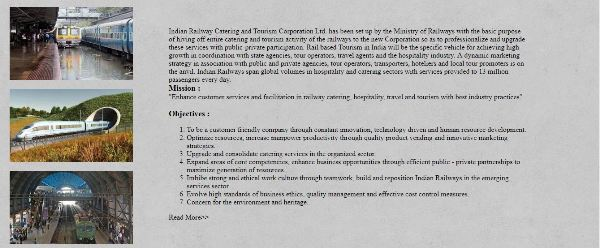 Indian Railway Catering and Tourism Corporation Ltd. has been set up by the Ministry of Railways with the basic purpose
of hiving off entire catering and tourism activity of the railways to the new Corporation so as to professionalize and upgrade
these services with public-private participation. Rail based Tourism in India will be the specific vehicle for achieving high
growth in coordination with state agencies, tour operators, travel agents and the hospitality industry. A dynamic marketing
strategy in association with public and private agencies, tour operators, transporters, hoteliers and local tour promoters is on
the anvil. Indian Railways span global volumes in hospitality and catering sectors with services provided to 13 million
passengers every day.
Mission :
"Enhance customer services and facilitation in railway catering, hospitality, travel and tourism with best industry practices"
Objectives :
1. To be a customer friendly company through constant innovation, technology driven and human resource development.
2. Optimize resources, increase manpower productivity through quality product vending and innovative marketing
strategies.
3. Upgrade and consolidate catering services in the organized sector.
4. Expand areas of core competencies, enhance business opportunities through efficient public - private partnerships to
maximize generation of resources.
5. Imbibe strong and ethical work culture through teamwork, build and reposition Indian Railways in the emerging
services sector.
6. Evolve high standards of business ethics, quality management and effective cost control measures.
7. Concern for the environment and heritage.
Read More>>